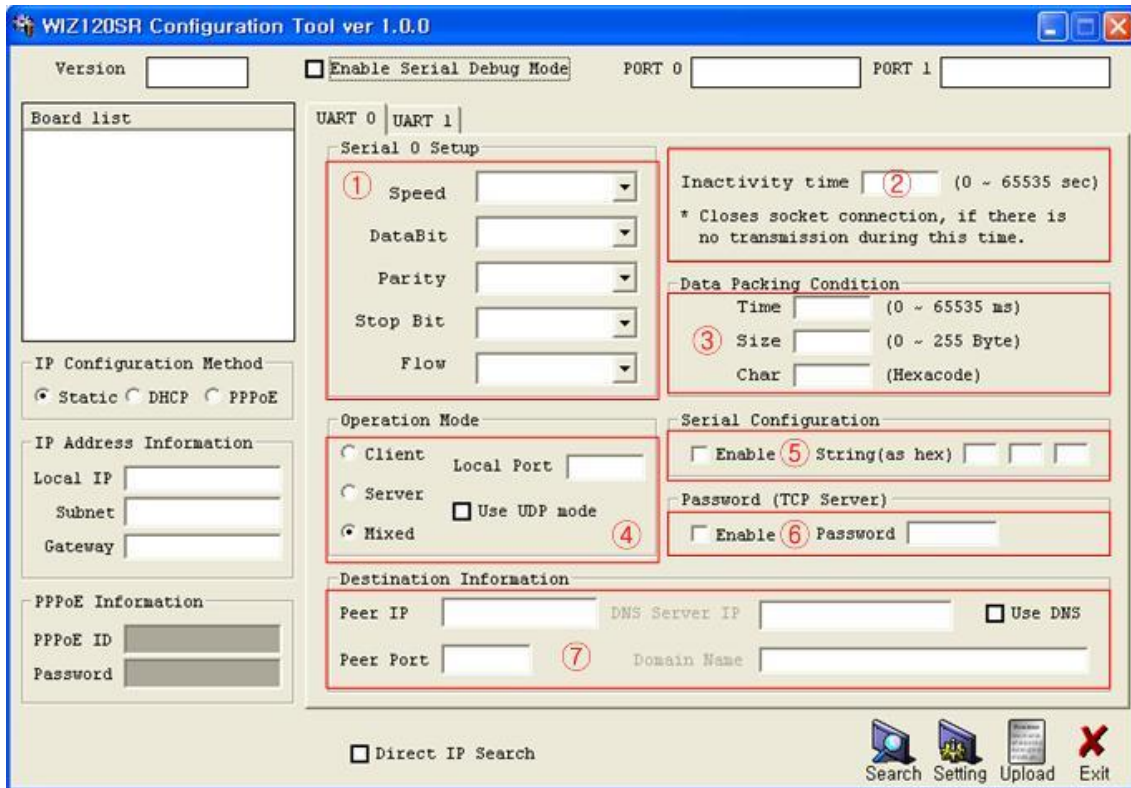 WIZ120SR Configuration Tool ver 1.0.0
Version
Enable Serial Debug Mode
PORT 0
PORT 1
Board list
IP Configuration Method
Static DHCP PPPoE
IP Address Information
Local IP
Subnet
Gateway
PPPoE Information
PPPoE ID
Password
UART 0 UART 1
Serial 0 Setup
①
Speed
DataBit
Parity
Stop Bit
Flow
Inactivity time ② (0 ~ 65535 sec)
* Closes socket connection, if there is
no transmission during this time.
Data Packing Condition
Time (0 ~ 65535 ms)
③ Size (0 ~ 255 Byte)
Char (Hexacode)
Operation Mode
Client
Local Port
Server
Use UDP mode
Mixed
④
Serial Configuration
Enable ⑤ String(as hex)
Password (TCP Server)
Enable ⑥ Password
Destination Information
Peer IP DNS Server IP Use DNS
Peer Port ⑦ Domain Name
Direct IP Search
Search Setting Upload Exit